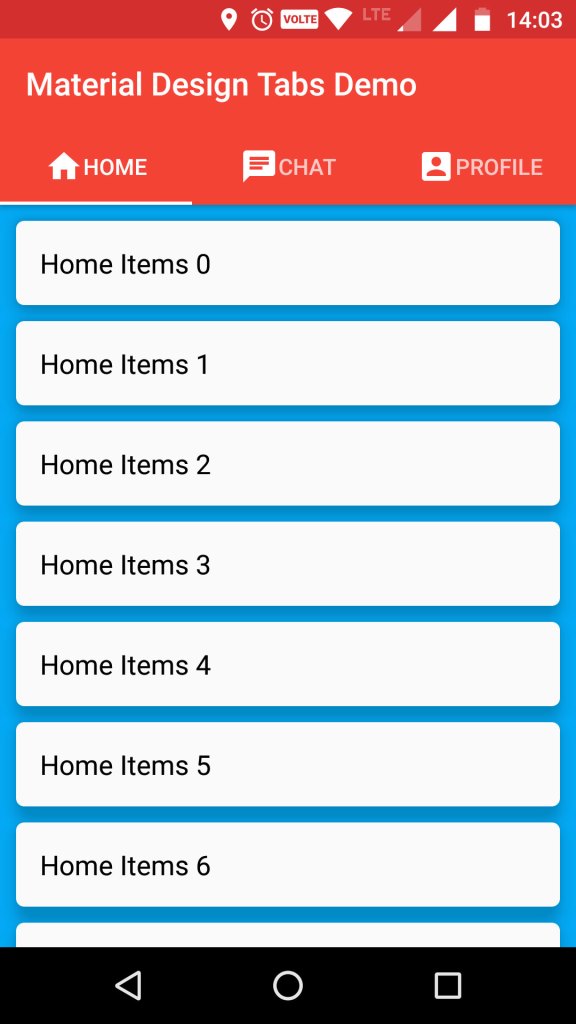 VOLTE LTE 14:03
Material Design Tabs Demo
HOME CHAT PROFILE
Home Items 0
Home Items 1
Home Items 2
Home Items 3
Home Items 4
Home Items 5
Home Items 6